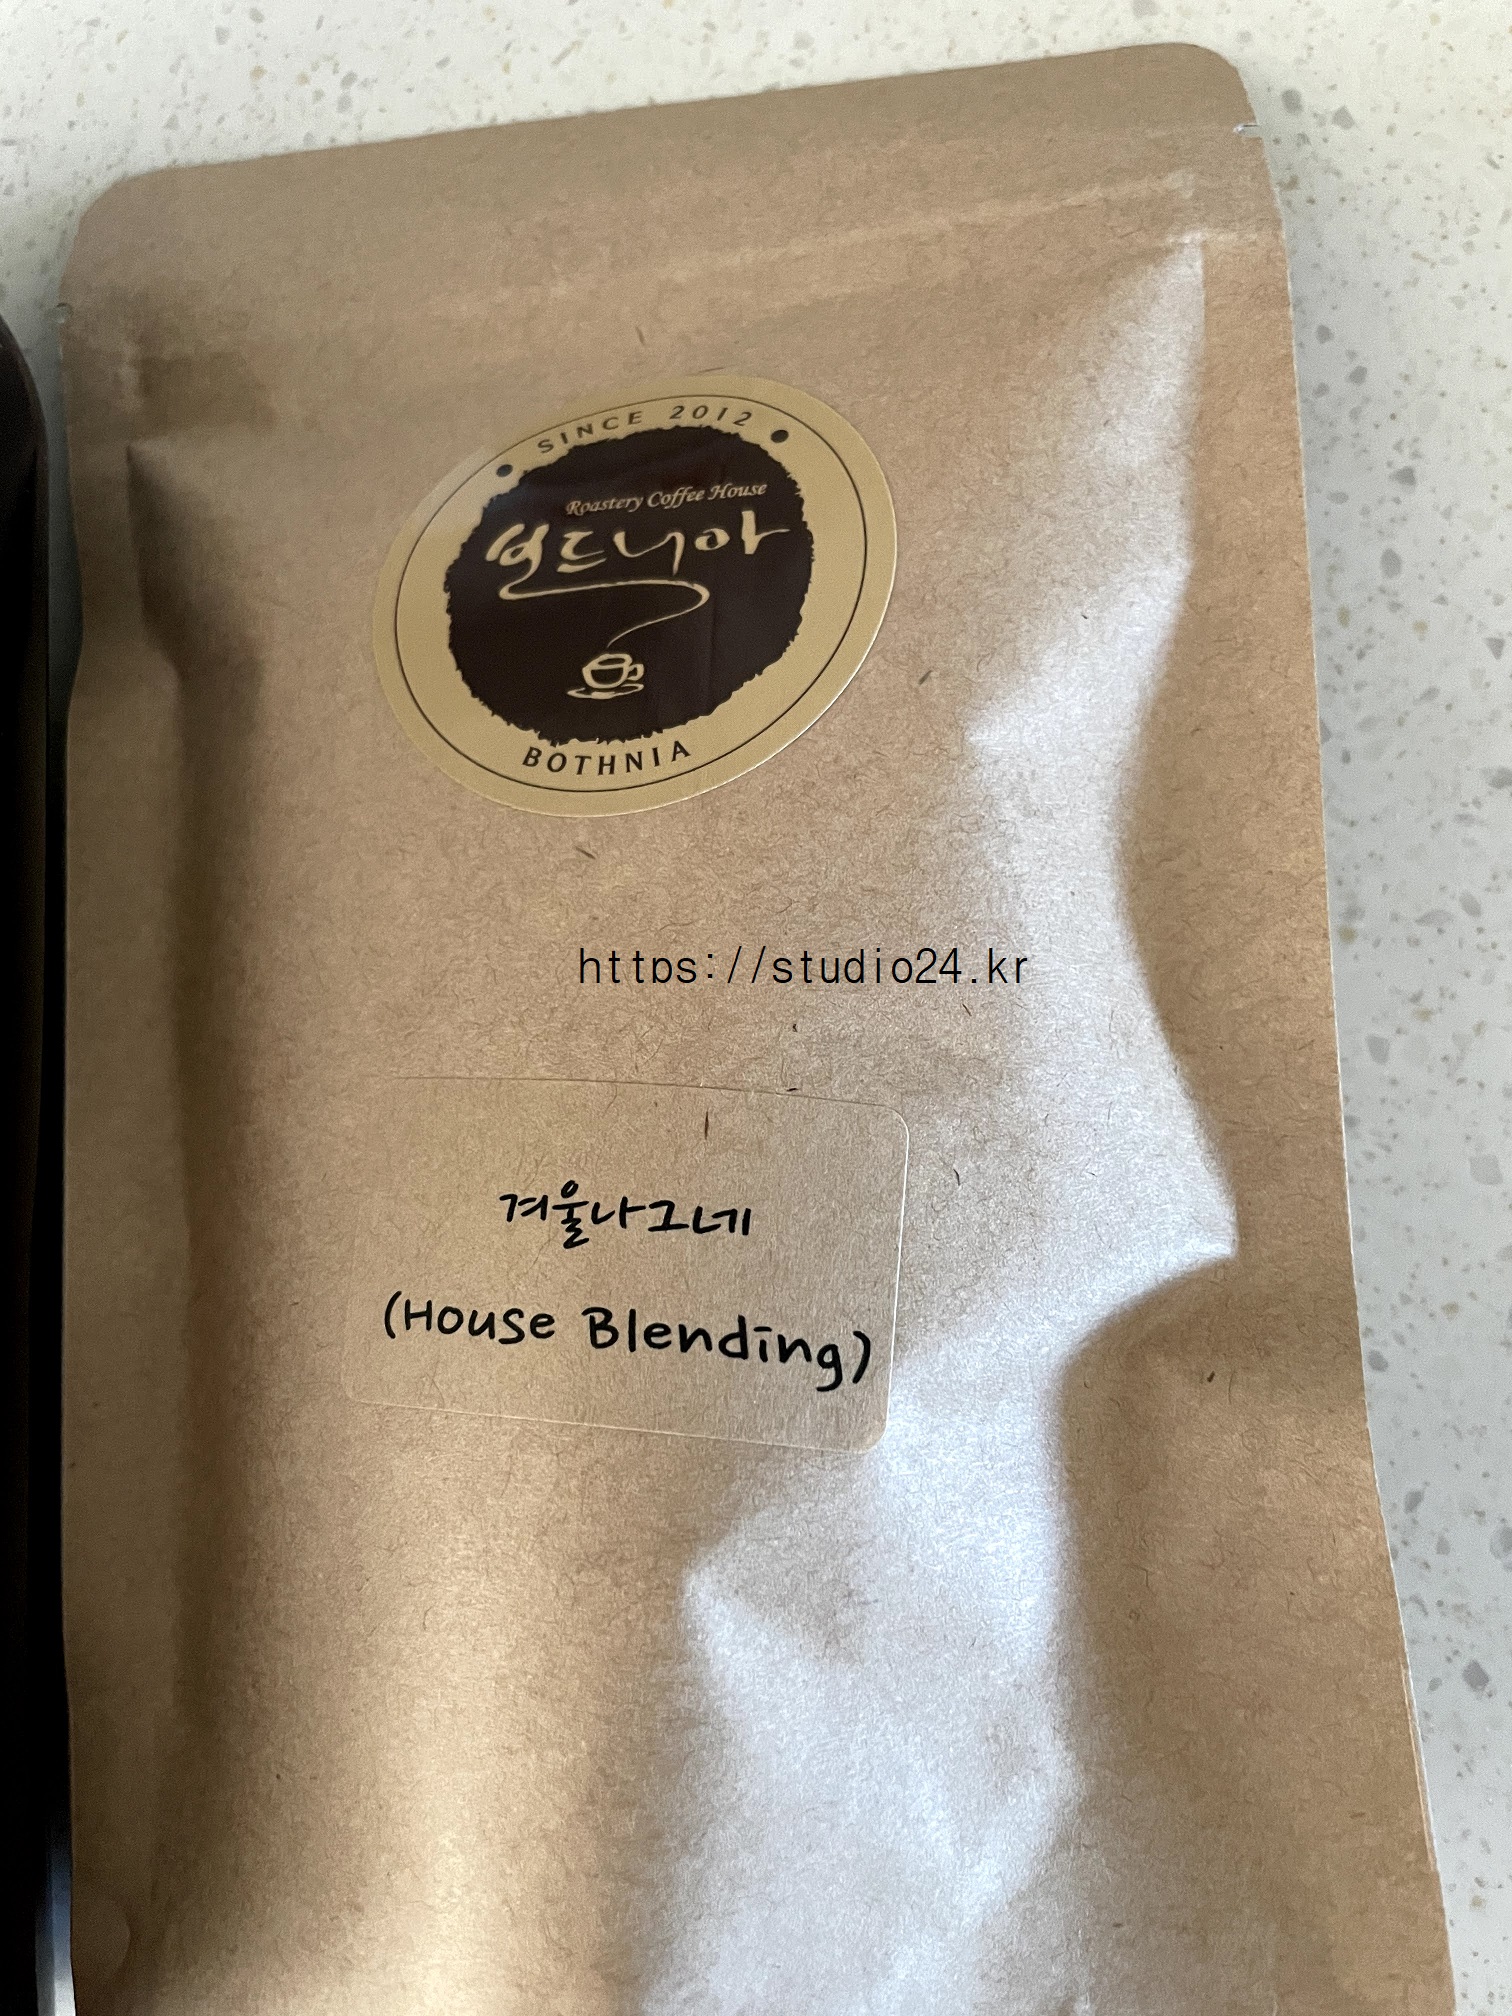 SINCE 2012
Roastery Coffee House
보드니아
BOTHNIA
https://studio24.kr
겨울나그네
(House Blending)